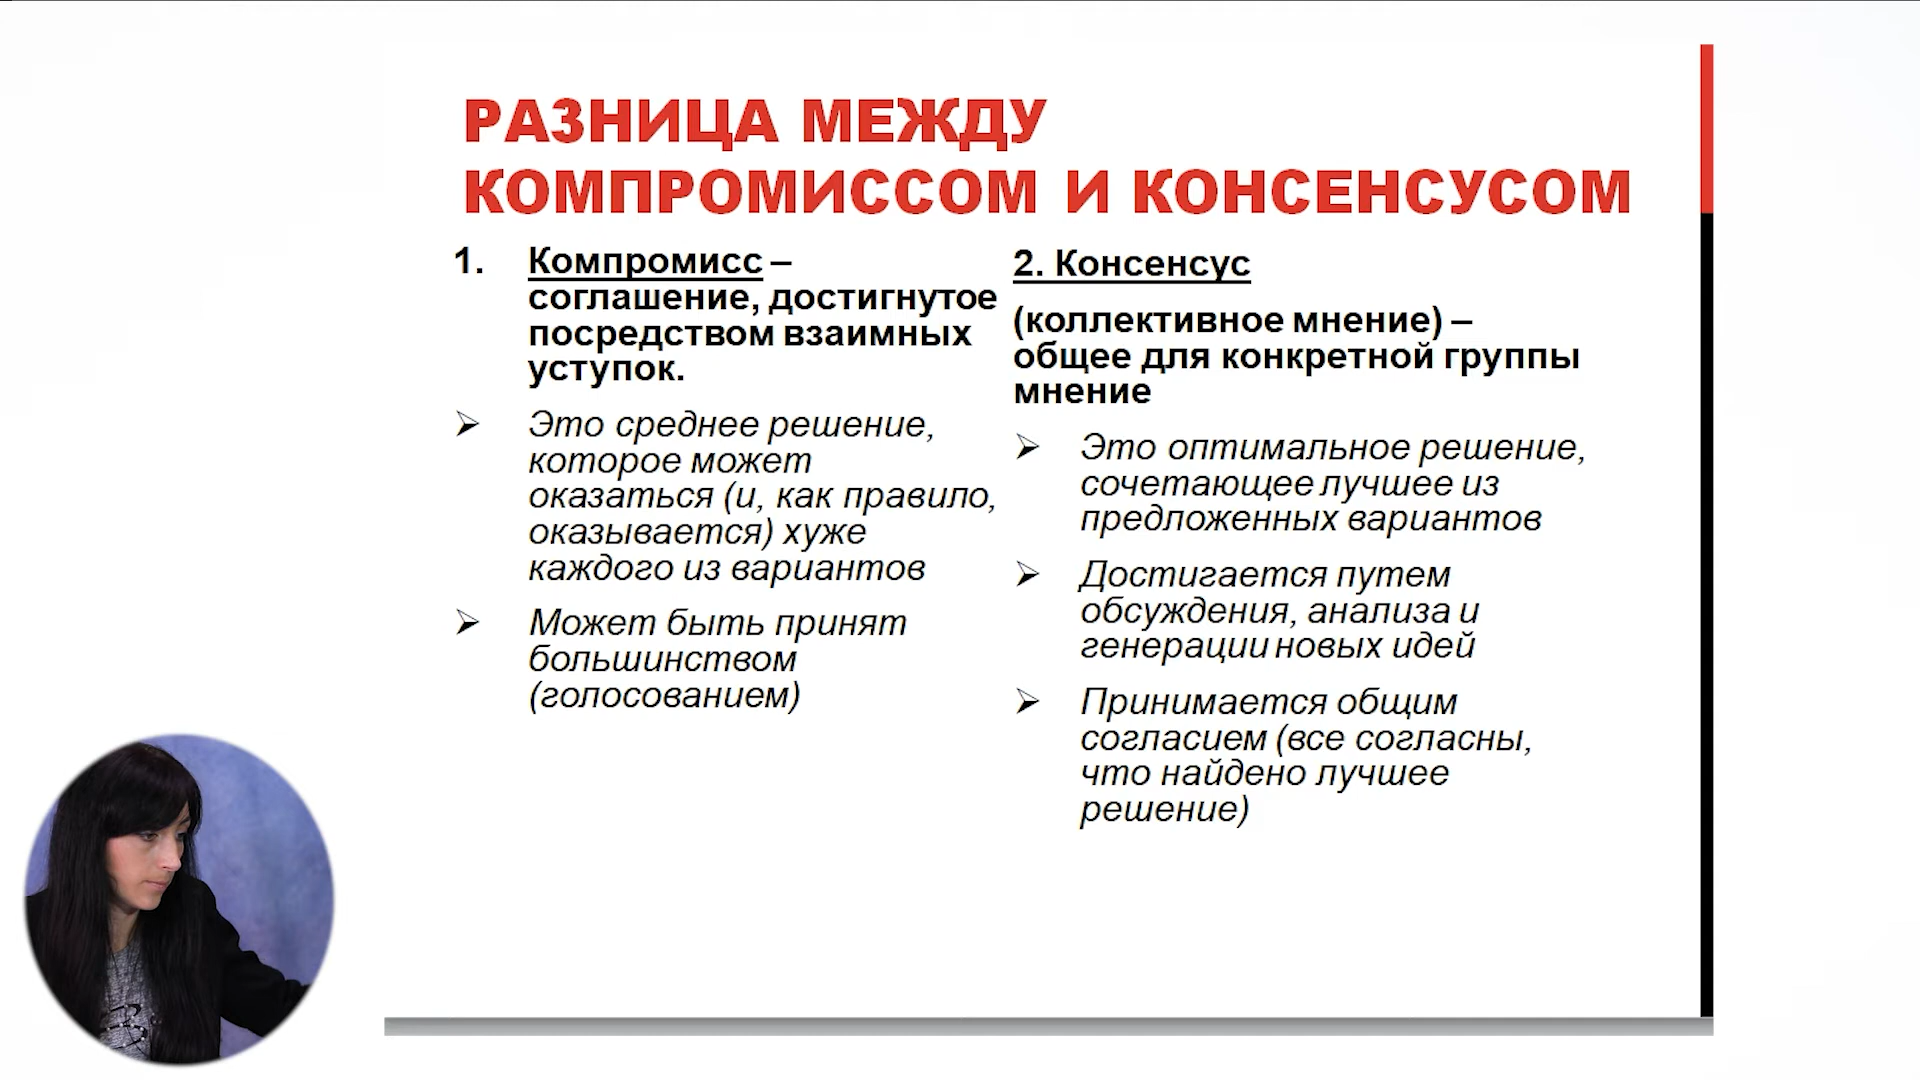 РАЗНИЦА МЕЖДУ
КОМПРОМИССОМ И КОНСЕНСУСОМ
1. Компромисс –
соглашение, достигнутое
посредством взаимных
уступок.
➢ Это среднее решение,
которое может
оказаться (и, как правило,
оказывается) хуже
каждого из вариантов
➢ Может быть принят
большинством
(голосованием)
2. Консенсус
(коллективное мнение) –
общее для конкретной группы
мнение
➢ Это оптимальное решение,
сочетающее лучшее из
предложенных вариантов
➢ Достигается путем
обсуждения, анализа и
генерации новых идей
➢ Принимается общим
согласием (все согласны,
что найдено лучшее
решение)